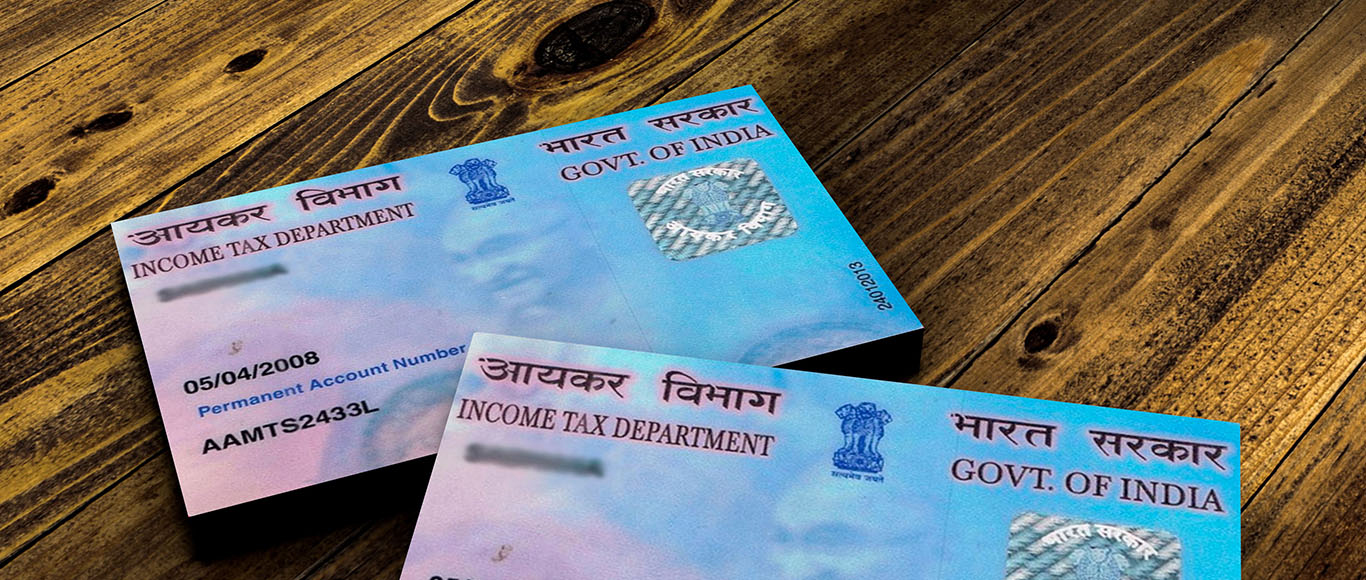 आयकर विभाग
INCOME TAX DEPARTMENT
सत्यमेव जयते
भारत सरकार
GOVT. OF INDIA
भारत सरकार
आयकर विभाग
24012013
05/04/2008
Permanent Account Number
AAMTS2433L
आयकर विभाग
INCOME TAX DEPARTMENT
सत्यमेव जयते
भारत सरकार
GOVT. OF INDIA
भारत सरकार